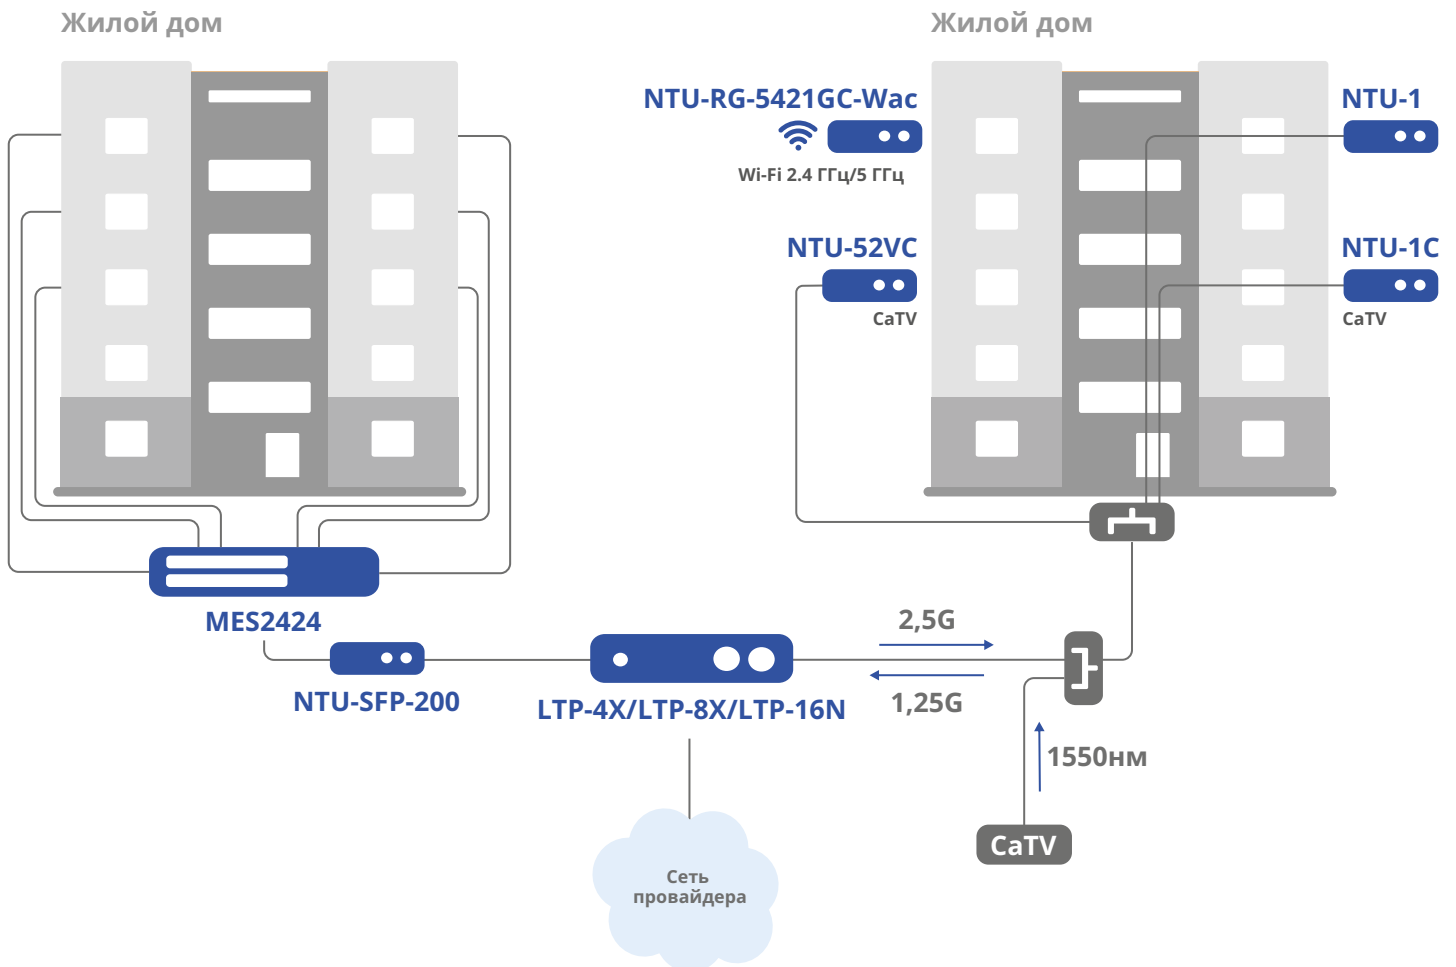 Жилой дом
Жилой дом
NTU-RG-5421GC-Wac
Wi-Fi 2.4 ГГц/5 ГГц
NTU-1
NTU-52VC
CaTV
NTU-1C
CaTV
MES2424
NTU-SFP-200
LTP-4X/LTP-8X/LTP-16N
2,5G
1,25G
1550нм
CaTV
Сеть
провайдера